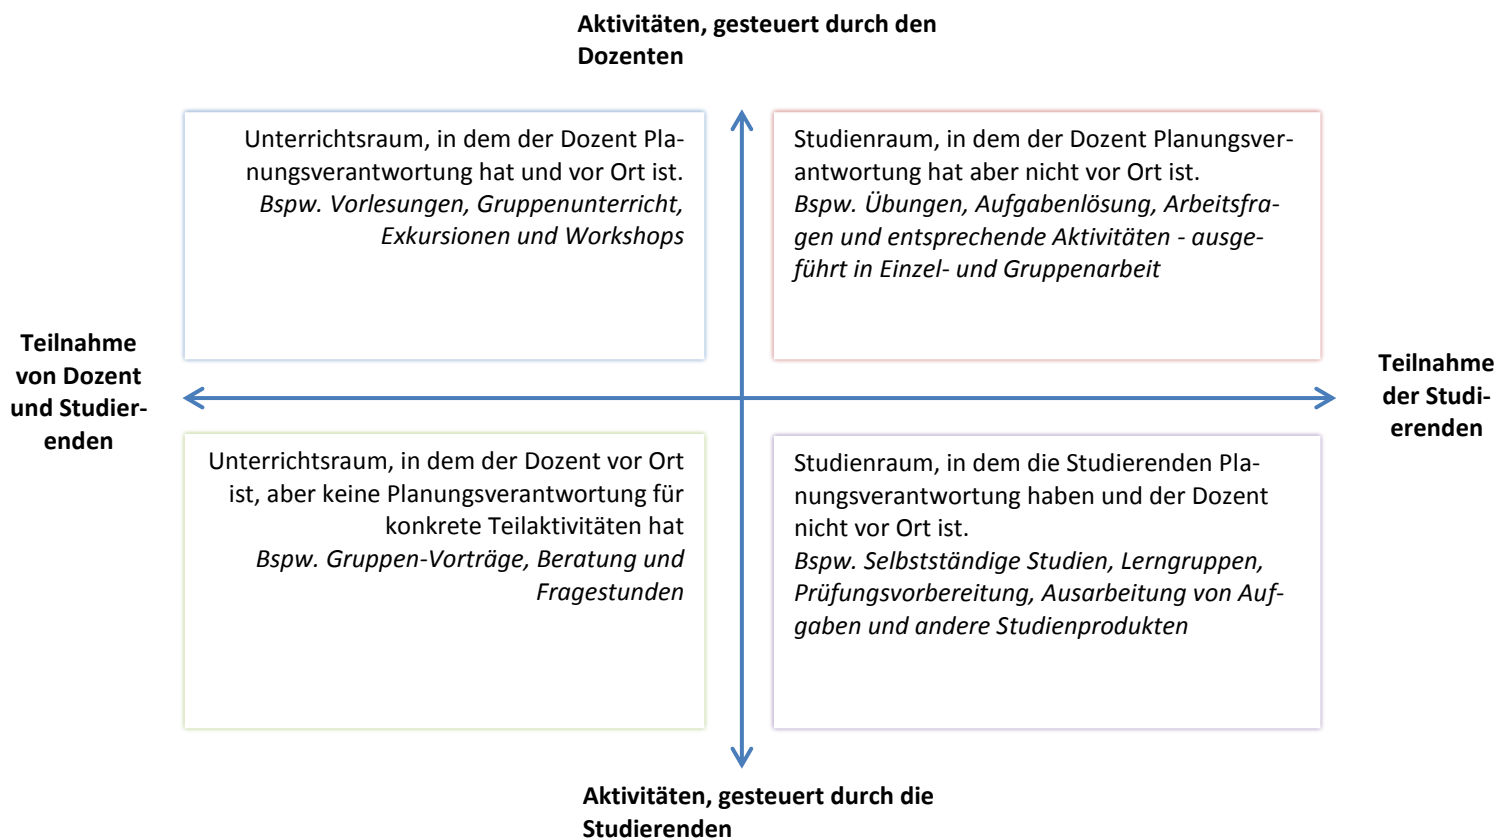 Aktivitäten, gesteuert durch den
Dozenten
Unterrichtsraum, in dem der Dozent Pla-
nungsverantwortung hat und vor Ort ist.
Bspw. Vorlesungen, Gruppenunterricht,
Exkursionen und Workshops
Studienraum, in dem der Dozent Planungsver-
antwortung hat aber nicht vor Ort ist.
Bspw. Übungen, Aufgabenlösung, Arbeitsfra-
gen und entsprechende Aktivitäten - ausge-
führt in Einzel- und Gruppenarbeit
Teilnahme
von Dozent
und Studier-
enden
Teilnahme
der Studi-
erenden
Unterrichtsraum, in dem der Dozent vor Ort
ist, aber keine Planungsverantwortung für
konkrete Teilaktivitäten hat
Bspw. Gruppen-Vorträge, Beratung und
Fragestunden
Studienraum, in dem die Studierenden Pla-
nungsverantwortung haben und der Dozent
nicht vor Ort ist.
Bspw. Selbstständige Studien, Lerngruppen,
Prüfungsvorbereitung, Ausarbeitung von Auf-
gaben und andere Studienprodukten
Aktivitäten, gesteuert durch die
Studierenden